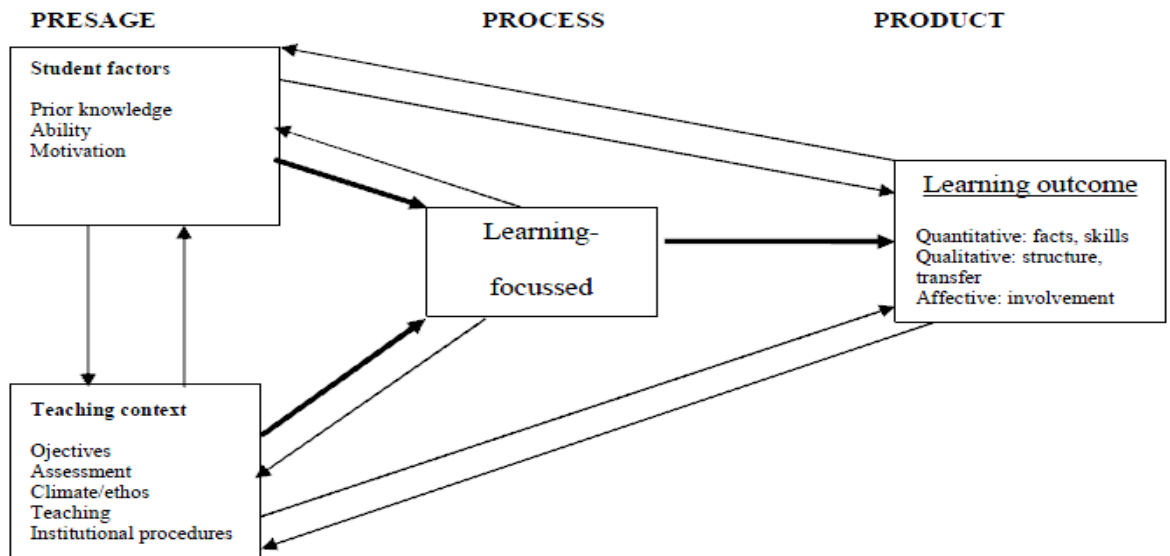 PRESAGE PROCESS PRODUCT
Student factors
Prior knowledge
Ability
Motivation
Learning-
focussed
Learning outcome
Quantitative: facts, skills
Qualitative: structure,
transfer
Affective: involvement
Teaching context
Ojectives
Assessment
Climate/ethos
Teaching
Institutional procedures